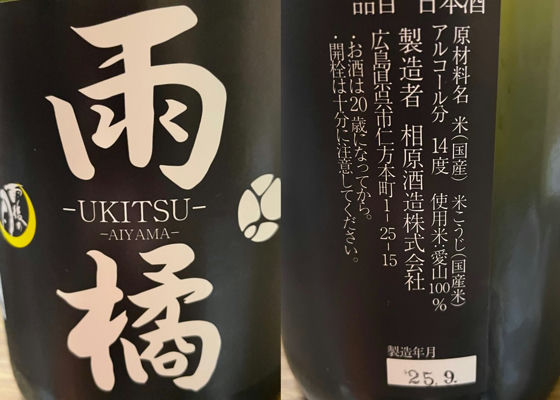 雨
-UKITSU-
-AIYAMA-
橘
品目 日本酒
原材料名 米(国産) 米こうじ(国産米)
アルコール分 14度 使用米:愛山100%
製造者 相原酒造株式会社
広島県呉市仁方本町1-25-15
・お酒は20歳になってから。
・開栓は十分に注意してください。
製造年月
25.9.